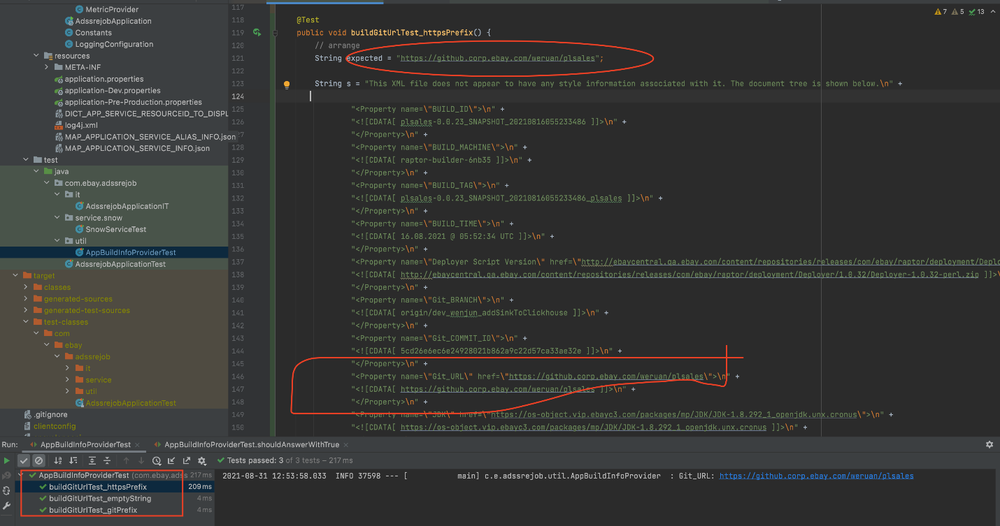 MetricProvider
AdssrejobApplication
Constants
LoggingConfiguration
resources
META-INF
application.properties
application-Dev.properties
application-Pre-Production.properties
DICT_APP_SERVICE_RESOURCEID_TO_DISPL
log4j.xml
MAP_APPLICATION_SERVICE_ALIAS_INFO.json
MAP_APPLICATION_SERVICE_INFO.json
test
java
com.ebay.adssrejob
it
AdssrejobApplicationIT
service.snow
SnowServiceTest
util
AppBuildInfoProviderTest
AdssrejobApplicationTest
target
classes
generated-sources
generated-test-sources
test-classes
com
ebay
adssrejob
it
service
util
AdssrejobApplicationTest
.gitignore
clientconfig
7 5 13
117
118 @Test
119 public void buildGitUrlTest_httpsPrefix() {
120 // arrange
121 String expected = "https://github.corp.ebay.com/weruan/plsales";
122
123 String s = "This XML file does not appear to have any style information associated with it. The document tree is shown below.\n" +
124
125 "<Property name=\"BUILD_ID\">\n" +
126 "<![CDATA[ plsales-0.0.23_SNAPSHOT_20210816055233486 ]]>\n" +
127 "</Property>\n" +
128 "<Property name=\"BUILD_MACHINE\">\n" +
129 "<![CDATA[ raptor-builder-6nb35 ]]>\n" +
130 "</Property>\n" +
131 "<Property name=\"BUILD_TAG\">\n" +
132 "<![CDATA[ plsales-0.0.23_SNAPSHOT_20210816055233486_plsales ]]>\n" +
133 "</Property>\n" +
134 "<Property name=\"BUILD_TIME\">\n" +
135 "<![CDATA[ 16.08.2021 @ 05:52:34 UTC ]]>\n" +
136 "</Property>\n" +
137 "<Property name=\"Deployer Script Version\" href=\"http://ebaycentral.qa.ebay.com/content/repositories/releases/com/ebay/raptor/deployment/Deplo
138 "<![CDATA[ http://ebaycentral.qa.ebay.com/content/repositories/releases/com/ebay/raptor/deployment/Deployer/1.0.32/Deployer-1.0.32-perl.zip ]]>\
139 "</Property>\n" +
140 "<Property name=\"Git_BRANCH\">\n" +
141 "<![CDATA[ origin/dev_wenjun_addSinkToClickhouse ]]>\n" +
142 "</Property>\n" +
143 "<Property name=\"Git_COMMIT_ID\">\n" +
144 "<![CDATA[ 5cd26e6ec6e24928021b862a9c22d57ca33ae32e ]]>\n" +
145 "</Property>\n" +
146 "<Property name=\"Git_URL\" href=\"https://github.corp.ebay.com/weruan/plsales\">\n" +
147 "<![CDATA[ https://github.corp.ebay.com/weruan/plsales ]]>\n" +
148 "</Property>\n" +
149 "<Property name=\"JDK\" href=\"https://os-object.vip.ebayc3.com/packages/mp/JDK/JDK-1.8.292_1_openjdk.unx.cronus\">\n" +
150 "<![CDATA[ https://os-object.vip.ebayc3.com/packages/mp/JDK/JDK-1.8.292_1_openjdk.unx.cronus ]]>\n" +
Run: AppBuildInfoProviderTest AppBuildInfoProviderTest.shouldAnswerWithTrue
Tests passed: 3 of 3 tests – 217 ms
AppBuildInfoProviderTest (com.ebay.adss 217 ms
buildGitUrlTest_httpsPrefix 209 ms
buildGitUrlTest_emptyString 4 ms
buildGitUrlTest_gitPrefix 4 ms
2021-08-31 12:53:58.033 INFO 37598 --- [ main] c.e.adssrejob.util.AppBuildInfoProvider : Git_URL: https://github.corp.ebay.com/weruan/plsales